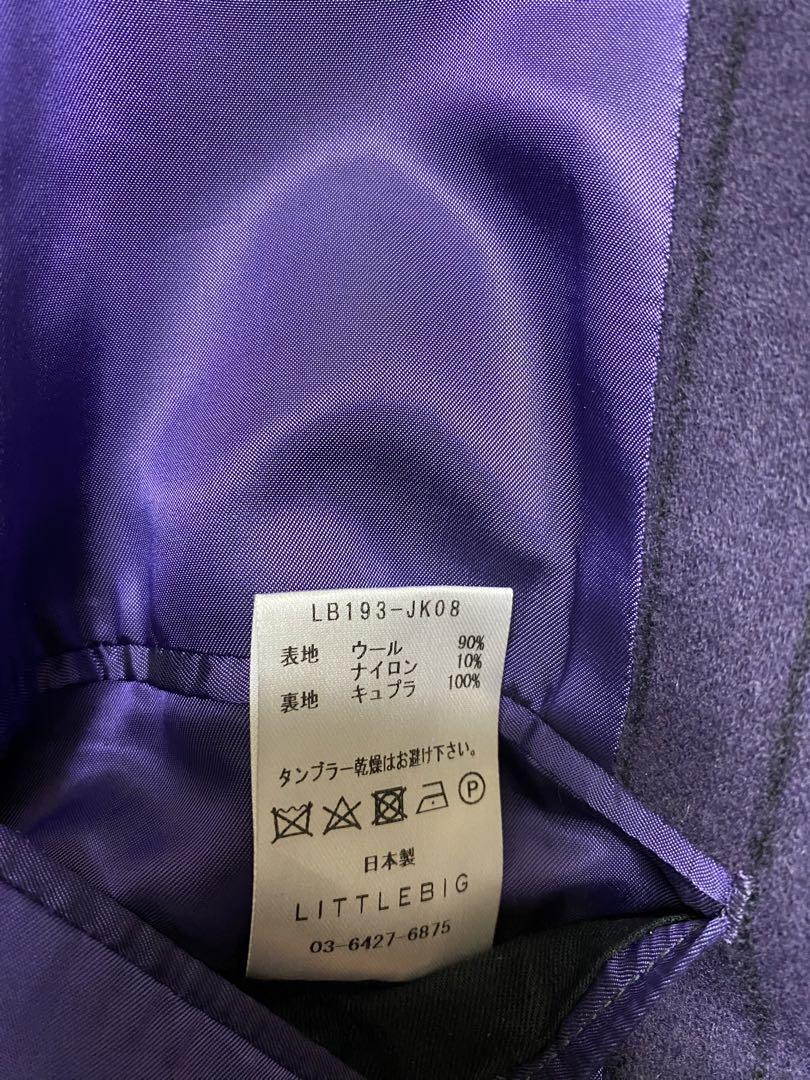 LB193-JK08
表地 ウール 90%
ナイロン 10%
裏地 キュプラ 100%
タンブラー乾燥はお避け下さい。
P
日本製
LITTLEBIG
03-6427-6875